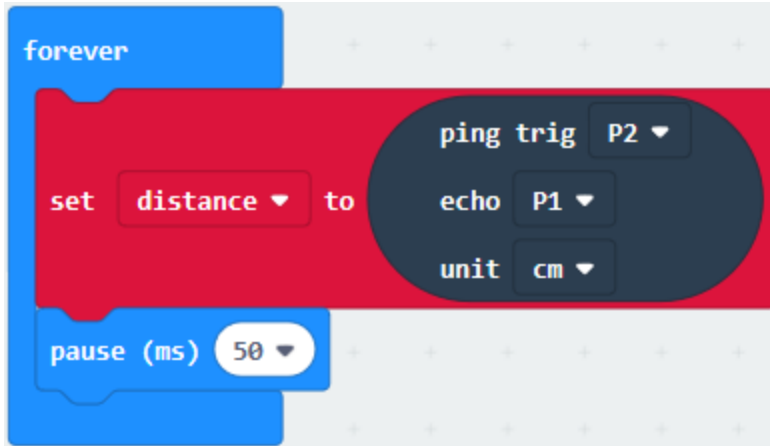 forever
ping trig P2
set distance to echo P1
unit cm
pause (ms) 50